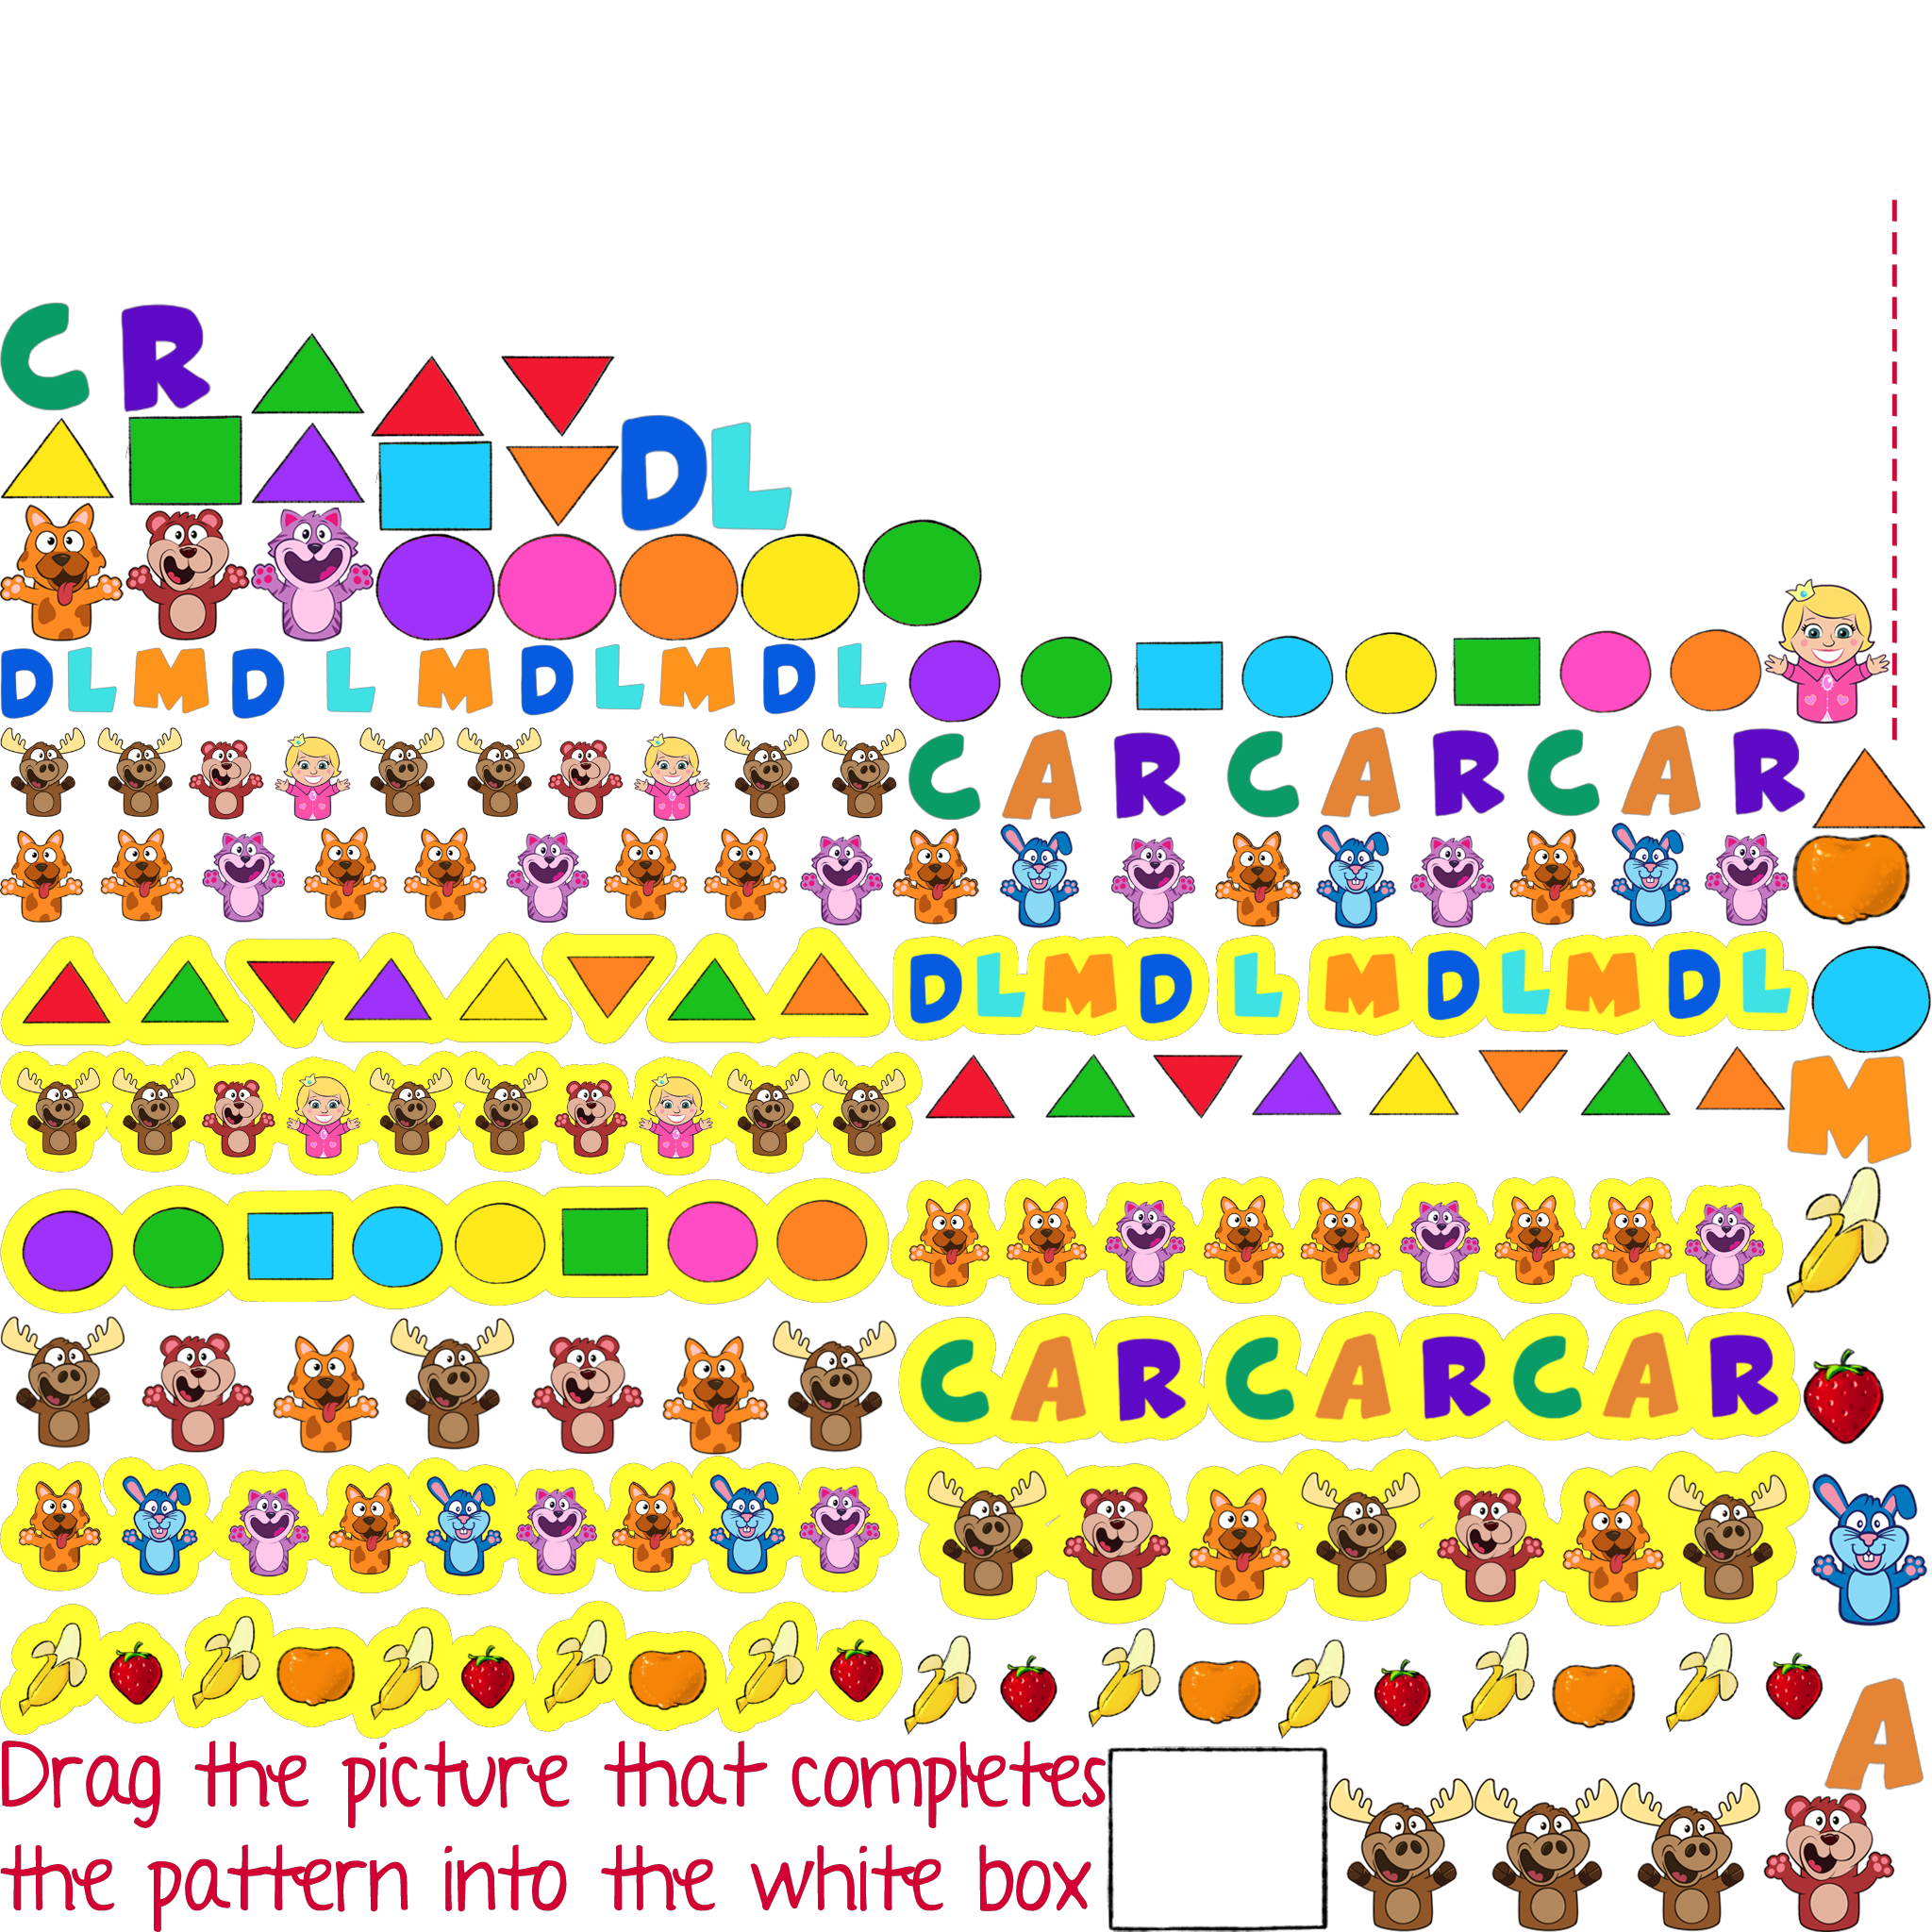 C R
D L
D L M D L M D L M D L
C A R C A R C A R
D L M D L M D L M D L
M
C A R C A R C A R
A
Drag the picture that completes
the pattern into the white box